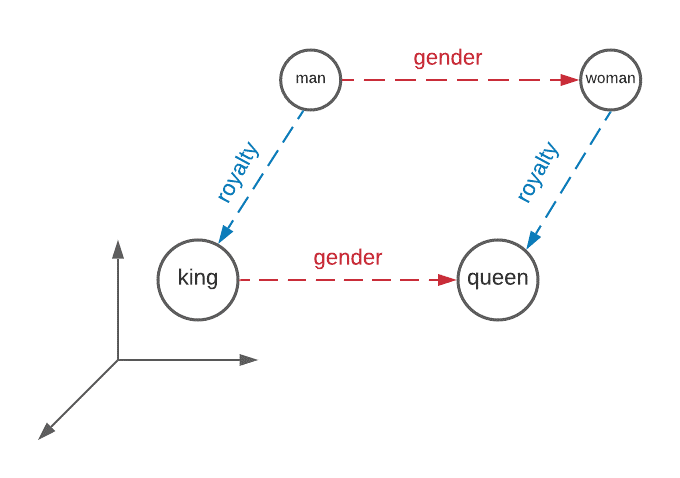 gender
man
woman
royalty
royalty
gender
king
queen